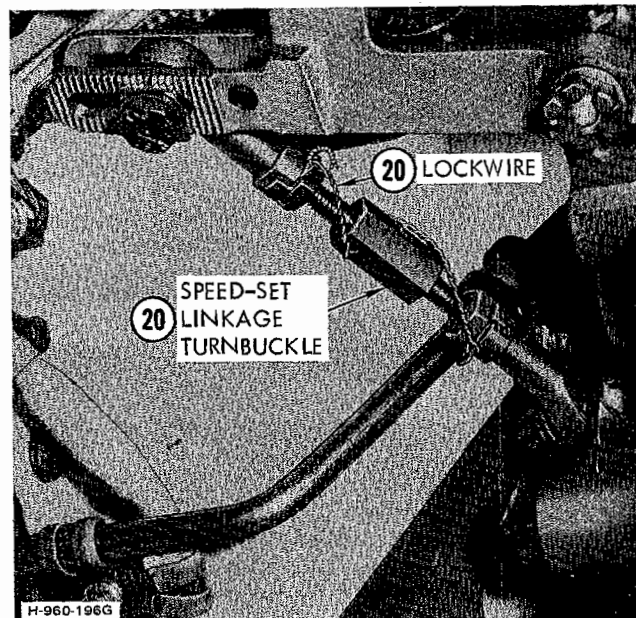 20 LOCKWIRE
20 SPEED-SET
LINKAGE
TURNBUCKLE
H-960-196G